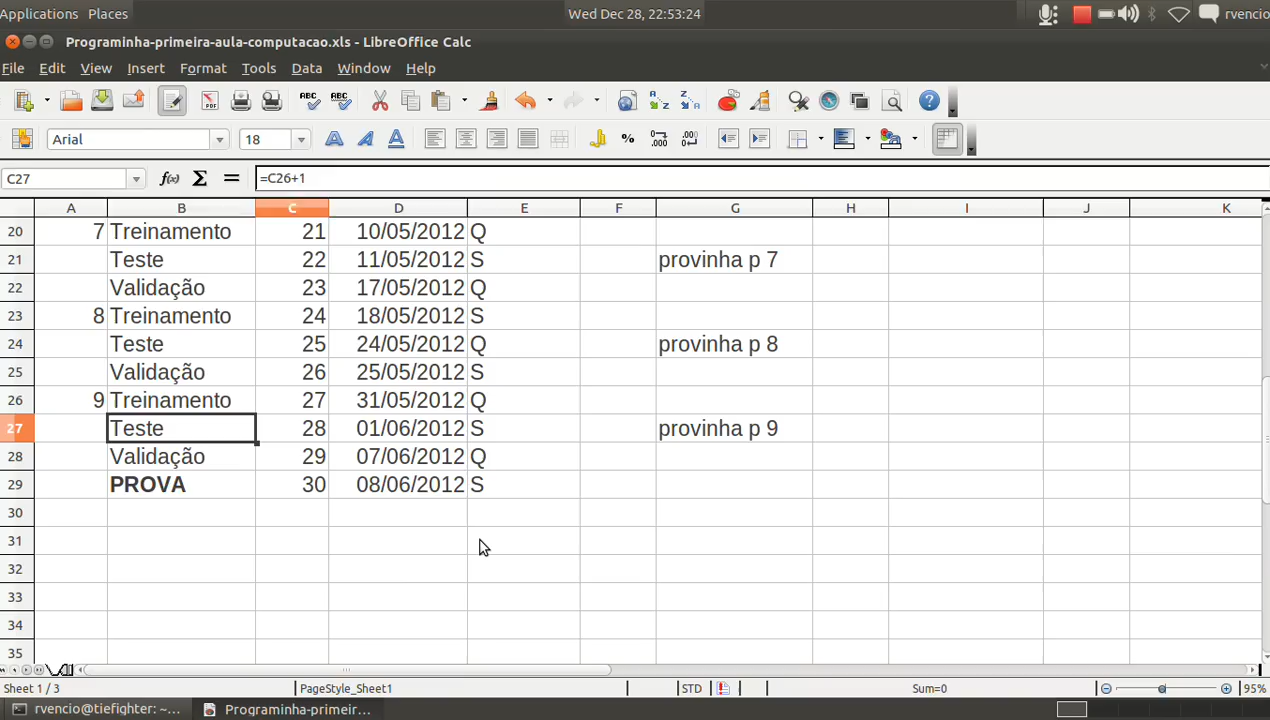 Applications Places Wed Dec 28, 22:53:24 rvencio
Programinha-primeira-aula-computacao.xls - LibreOffice Calc
File Edit View Insert Format Tools Data Window Help
PDF ABC ABC A Z Z A ?
Arial 18 A A A % .000 .00
C27 f(x) Σ = =C26+1
A B C D E F G H I J K
20 7 Treinamento 21 10/05/2012 Q
21 Teste 22 11/05/2012 S provinha p 7
22 Validação 23 17/05/2012 Q
23 8 Treinamento 24 18/05/2012 S
24 Teste 25 24/05/2012 Q provinha p 8
25 Validação 26 25/05/2012 S
26 9 Treinamento 27 31/05/2012 Q
27 Teste 28 01/06/2012 S provinha p 9
28 Validação 29 07/06/2012 Q
29 PROVA 30 08/06/2012 S
30
31
32
33
34
35
Sheet 1 / 3 PageStyle_Sheet1 STD Sum=0 95%
rvencio@tiefighter: ~... Programinha-primeir...